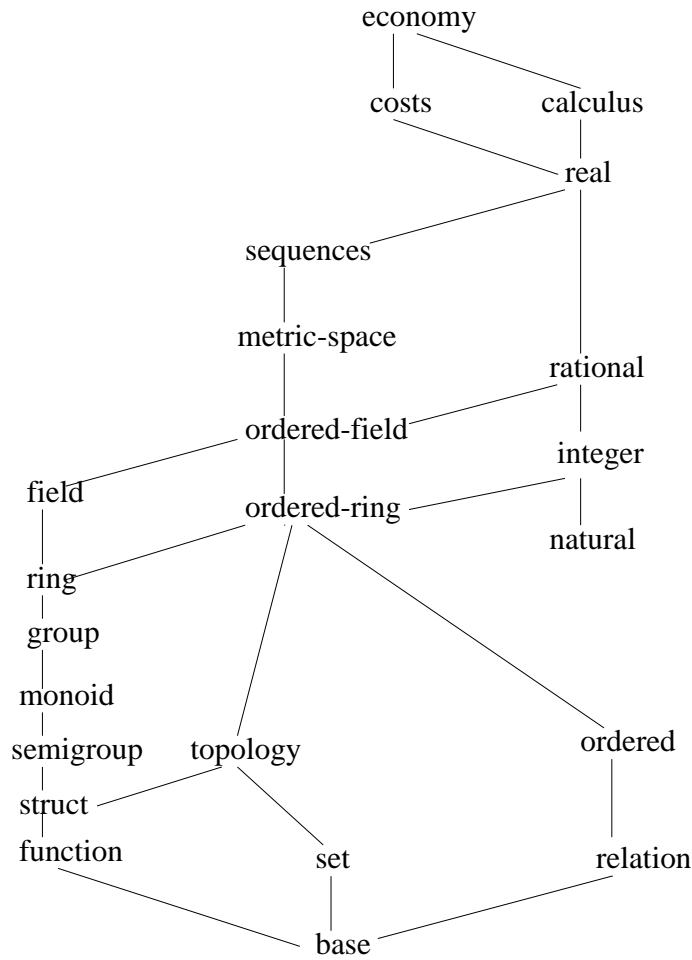 economy
costs calculus
real
sequences
metric-space
rational
ordered-field
integer
field
ordered-ring
natural
ring
group
monoid
semigroup topology ordered
struct
function set relation
base